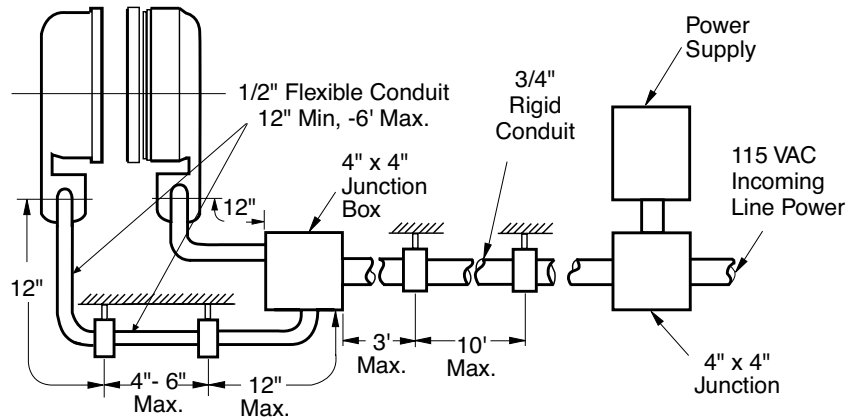 Power
Supply
3/4"
Rigid
Conduit
1/2" Flexible Conduit
12" Min, -6' Max.
115 VAC
Incoming
Line Power
4" x 4"
Junction
Box
12"
12"
3'
Max.
10'
Max.
4"- 6"
Max.
12"
Max.
4" x 4"
Junction